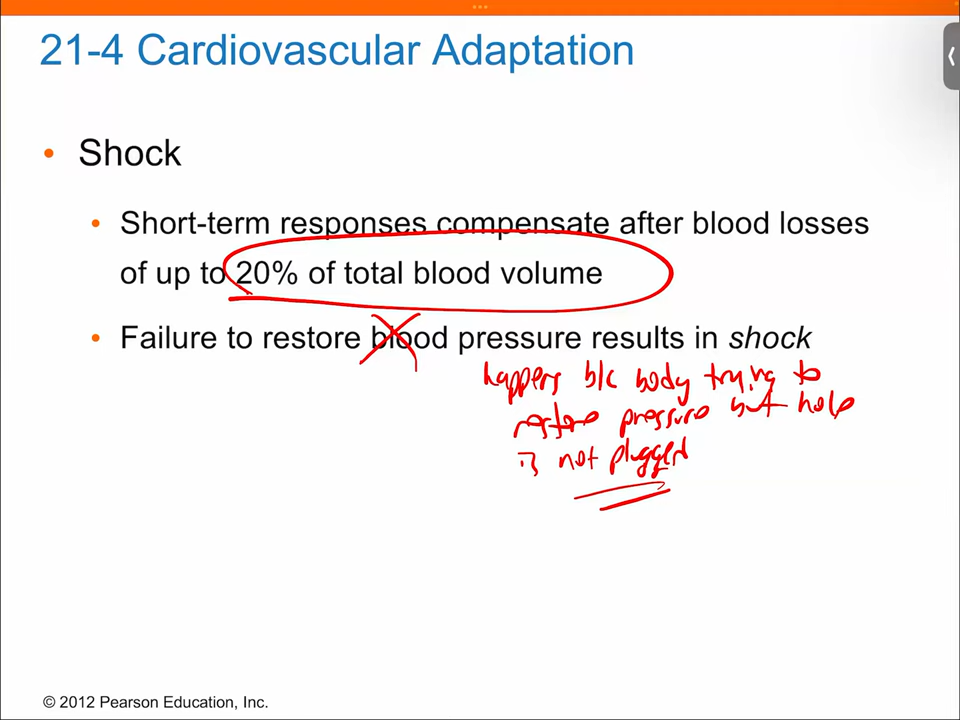 21-4 Cardiovascular Adaptation
• Shock
• Short-term responses compensate after blood losses
of up to 20% of total blood volume
• Failure to restore blood pressure results in shock
happens b/c body trying to
restore pressure but hole
is not plugged
© 2012 Pearson Education, Inc.